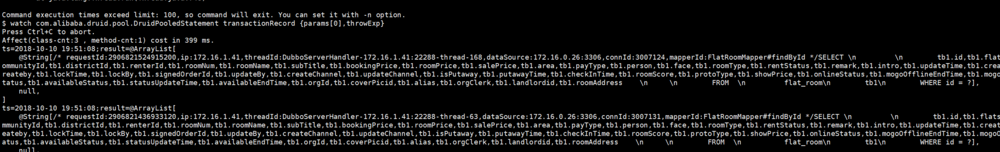 Command execution times exceed limit: 100, so command will exit. You can set it with -n option.
$ watch com.alibaba.druid.pool.DruidPooledStatement transactionRecord {params[0],throwExp}
Press Ctrl+C to abort.
Affect(class-cnt:3 , method-cnt:1) cost in 399 ms.
ts=2018-10-10 19:51:08;result=@ArrayList[
    @String[/* requestId:2906821524915200,ip:172.16.1.41,threadId:DubboServerHandler-172.16.1.41:22288-thread-168,dataSource:172.16.0.26:3306,connId:3007124,mapperId:FlatRoomMapper#findById */SELECT \n         \n        tb1.id,tb1.flat
ommunityId,tb1.districtId,tb1.renterId,tb1.roomNum,tb1.roomName,tb1.subTitle,tb1.bookingPrice,tb1.roomPrice,tb1.salePrice,tb1.area,tb1.payType,tb1.person,tb1.face,tb1.roomType,tb1.rentStatus,tb1.remark,tb1.intro,tb1.updateTime,tb1.crea
reateby,tb1.lockTime,tb1.lockBy,tb1.signedOrderId,tb1.updateBy,tb1.createChannel,tb1.updateChannel,tb1.isPutaway,tb1.putawayTime,tb1.checkInTime,tb1.roomScore,tb1.protoType,tb1.showPrice,tb1.onlineStatus,tb1.mogoOfflineEndTime,tb1.mogo
tatus,tb1.availableStatus,tb1.statusUpdateTime,tb1.availableEndTime,tb1.orgId,tb1.coverPicid,tb1.alias,tb1.orgClerk,tb1.landlordid,tb1.roomAddress    \n    \n        FROM  \n         flat_room\n        tb1\n         WHERE id = ?],
    null,
]
ts=2018-10-10 19:51:08;result=@ArrayList[
    @String[/* requestId:2906821436933120,ip:172.16.1.41,threadId:DubboServerHandler-172.16.1.41:22288-thread-63,dataSource:172.16.0.26:3306,connId:3007131,mapperId:FlatRoomMapper#findById */SELECT \n         \n        tb1.id,tb1.flats
mmunityId,tb1.districtId,tb1.renterId,tb1.roomNum,tb1.roomName,tb1.subTitle,tb1.bookingPrice,tb1.roomPrice,tb1.salePrice,tb1.area,tb1.payType,tb1.person,tb1.face,tb1.roomType,tb1.rentStatus,tb1.remark,tb1.intro,tb1.updateTime,tb1.creat
eateby,tb1.lockTime,tb1.lockBy,tb1.signedOrderId,tb1.updateBy,tb1.createChannel,tb1.updateChannel,tb1.isPutaway,tb1.putawayTime,tb1.checkInTime,tb1.roomScore,tb1.protoType,tb1.showPrice,tb1.onlineStatus,tb1.mogoOfflineEndTime,tb1.mogoO
atus,tb1.availableStatus,tb1.statusUpdateTime,tb1.availableEndTime,tb1.orgId,tb1.coverPicid,tb1.alias,tb1.orgClerk,tb1.landlordid,tb1.roomAddress    \n    \n        FROM  \n         flat_room\n        tb1\n         WHERE id = ?],
    null,